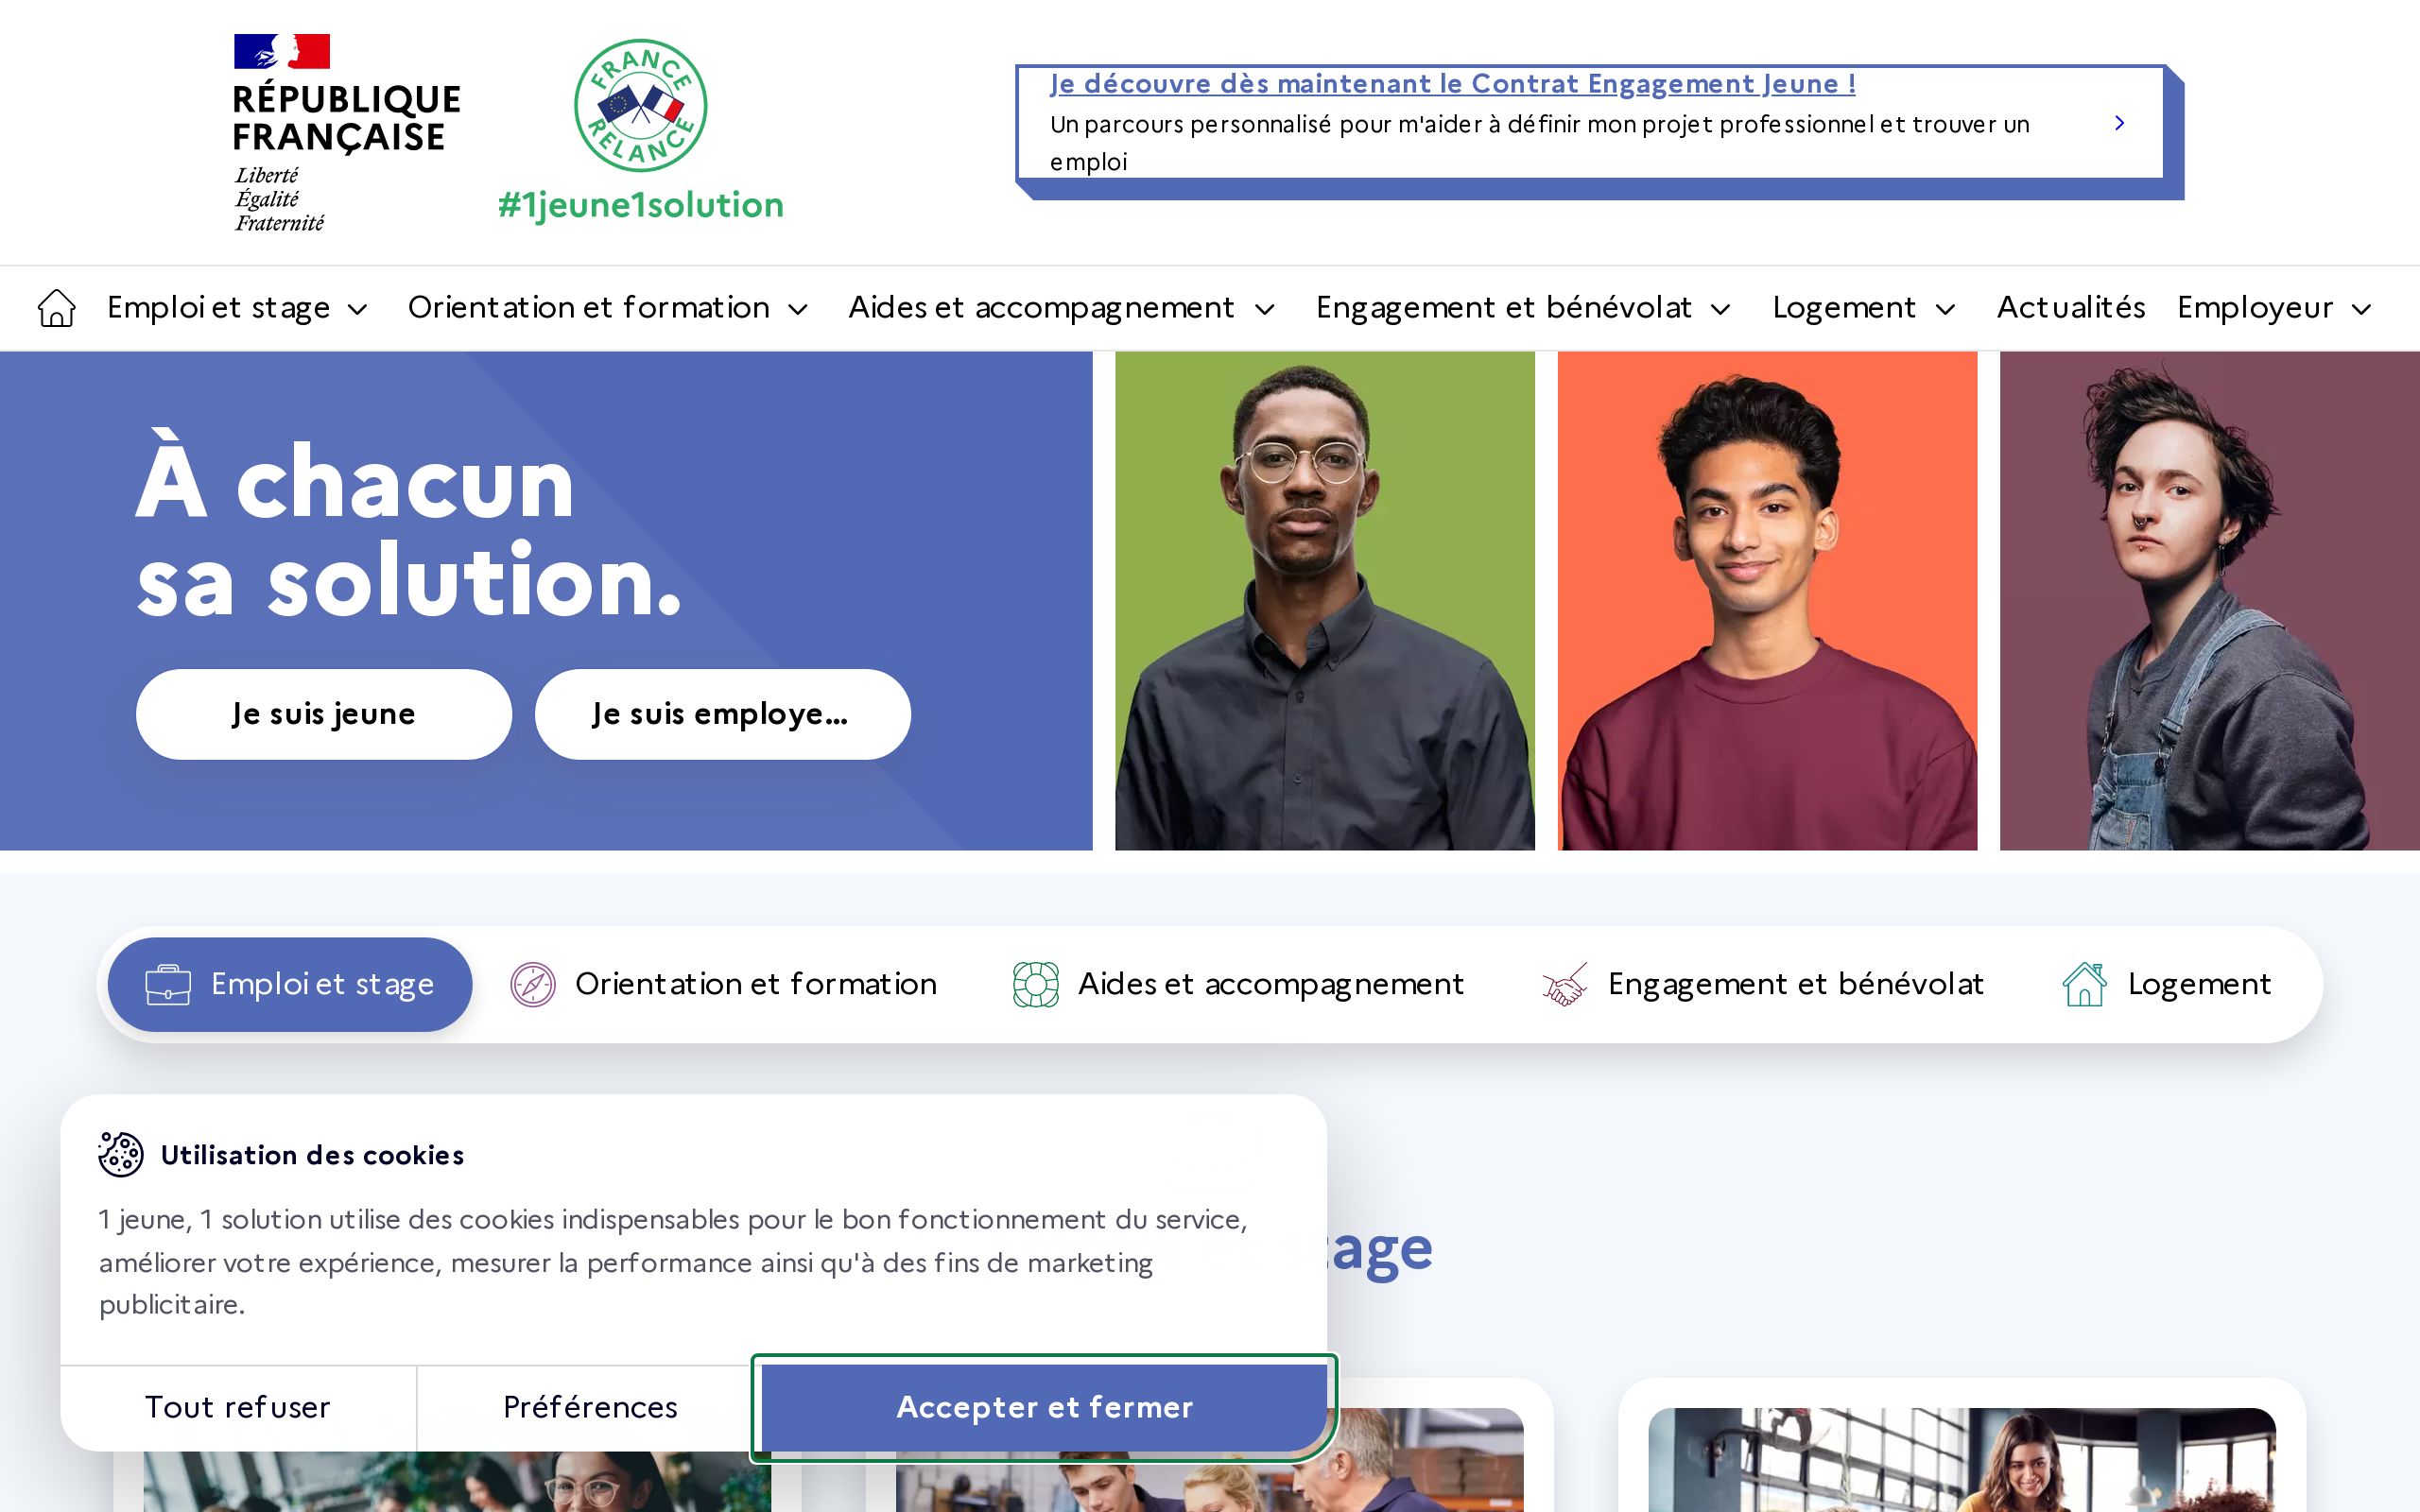 RÉPUBLIQUE
FRANÇAISE
Liberté
Égalité
Fraternité
FRANCE
RELANCE
#1jeune1solution
Je découvre dès maintenant le Contrat Engagement Jeune !
Un parcours personnalisé pour m'aider à définir mon projet professionnel et trouver un
emploi
Emploi et stage
Orientation et formation
Aides et accompagnement
Engagement et bénévolat
Logement
Actualités
Employeur
À chacun
sa solution.
Je suis jeune
Je suis employe...
Emploi et stage
Orientation et formation
Aides et accompagnement
Engagement et bénévolat
Logement
Utilisation des cookies
1 jeune, 1 solution utilise des cookies indispensables pour le bon fonctionnement du service,
améliorer votre expérience, mesurer la performance ainsi qu'à des fins de marketing
publicitaire.
Tout refuser
Préférences
Accepter et fermer